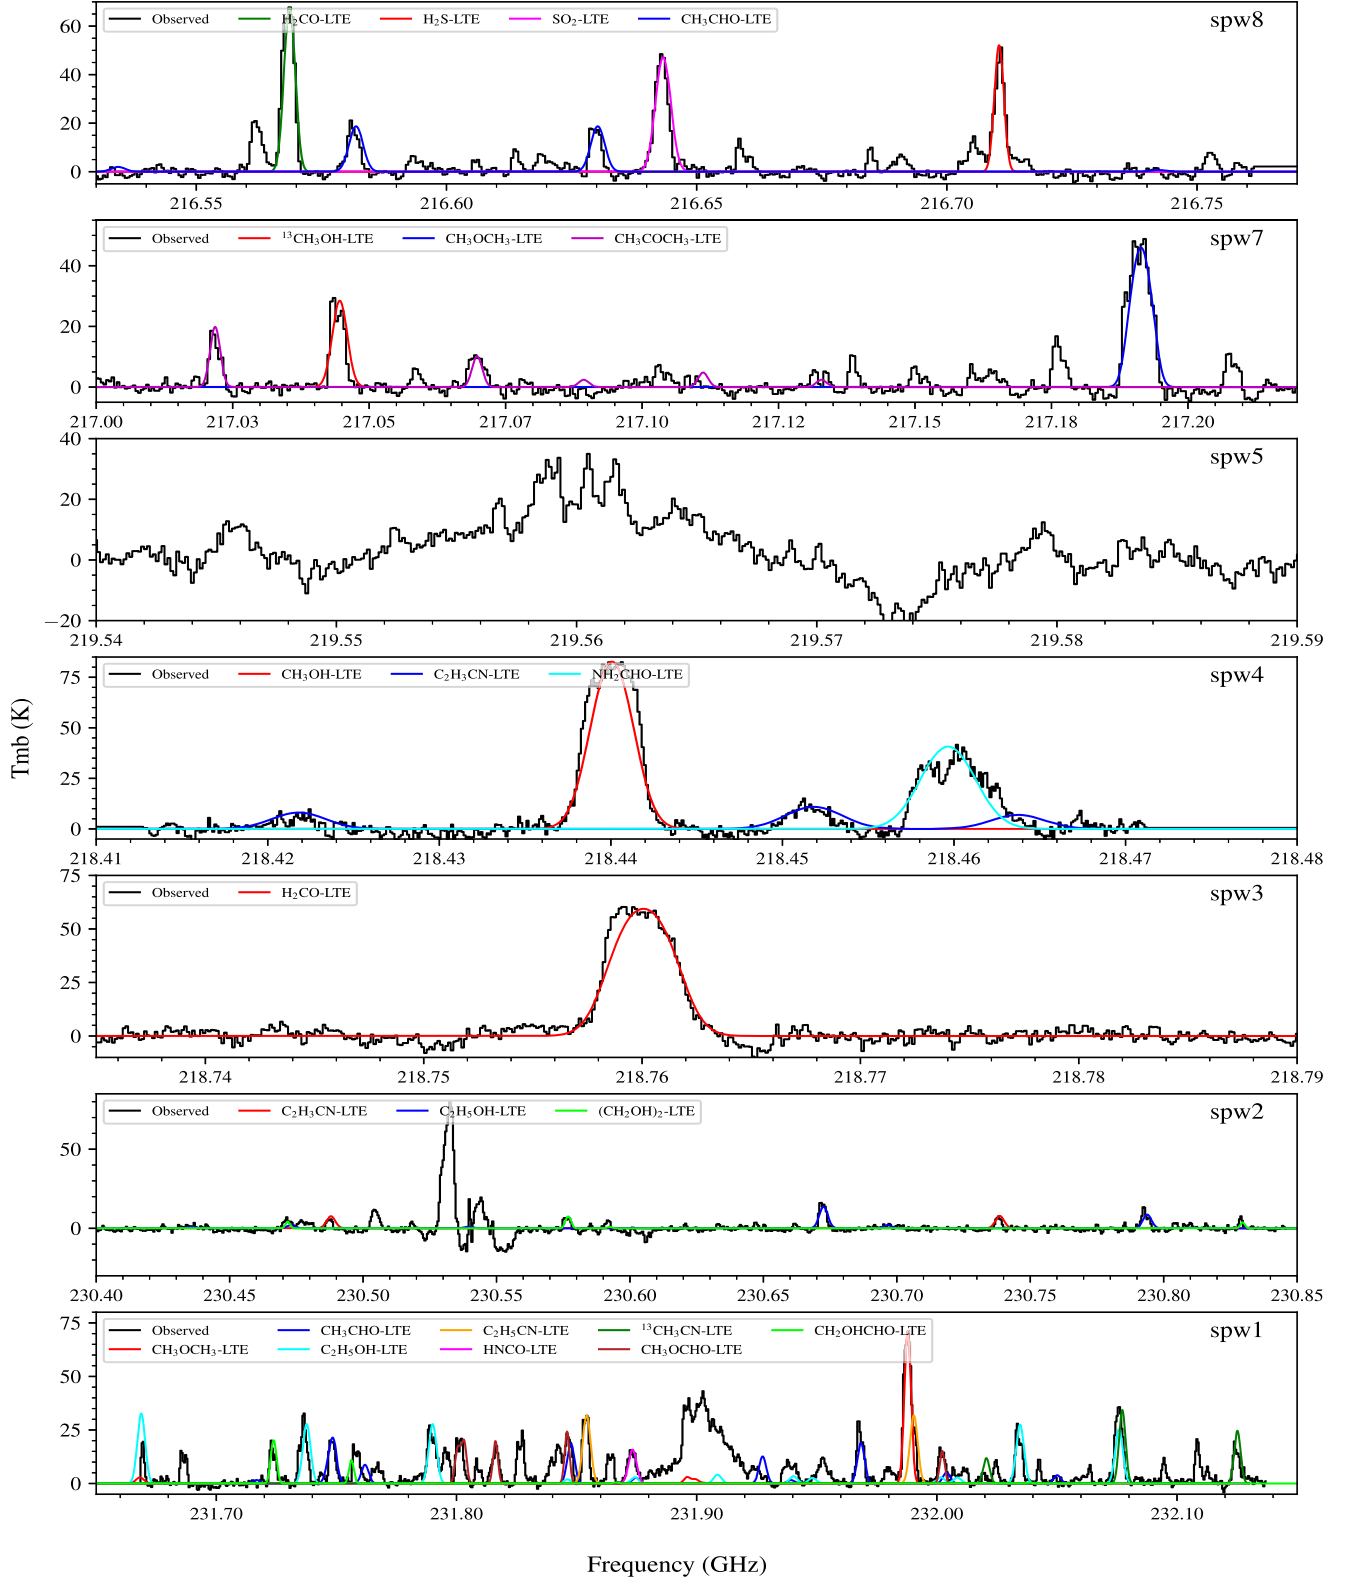 Observed H₂CO-LTE H₂S-LTE SO₂-LTE CH₃CHO-LTE spw8
60
40
20
0
216.55 216.60 216.65 216.70 216.75
Observed ¹³CH₃OH-LTE CH₃OCH₃-LTE CH₃COCH₃-LTE spw7
40
20
0
217.00 217.03 217.05 217.07 217.10 217.12 217.15 217.18 217.20
spw5
40
20
0
−20
219.54 219.55 219.56 219.57 219.58 219.59
Observed CH₃OH-LTE C₂H₃CN-LTE NH₂CHO-LTE spw4
75
50
25
0
218.41 218.42 218.43 218.44 218.45 218.46 218.47 218.48
Tmb (K)
Observed H₂CO-LTE spw3
75
50
25
0
218.74 218.75 218.76 218.77 218.78 218.79
Observed C₂H₃CN-LTE C₂H₅OH-LTE (CH₂OH)₂-LTE spw2
50
0
230.40 230.45 230.50 230.55 230.60 230.65 230.70 230.75 230.80 230.85
Observed CH₃CHO-LTE C₂H₅CN-LTE ¹³CH₃CN-LTE CH₂OHCHO-LTE spw1
CH₃OCH₃-LTE C₂H₅OH-LTE HNCO-LTE CH₃OCHO-LTE
75
50
25
0
231.70 231.80 231.90 232.00 232.10
Frequency (GHz)